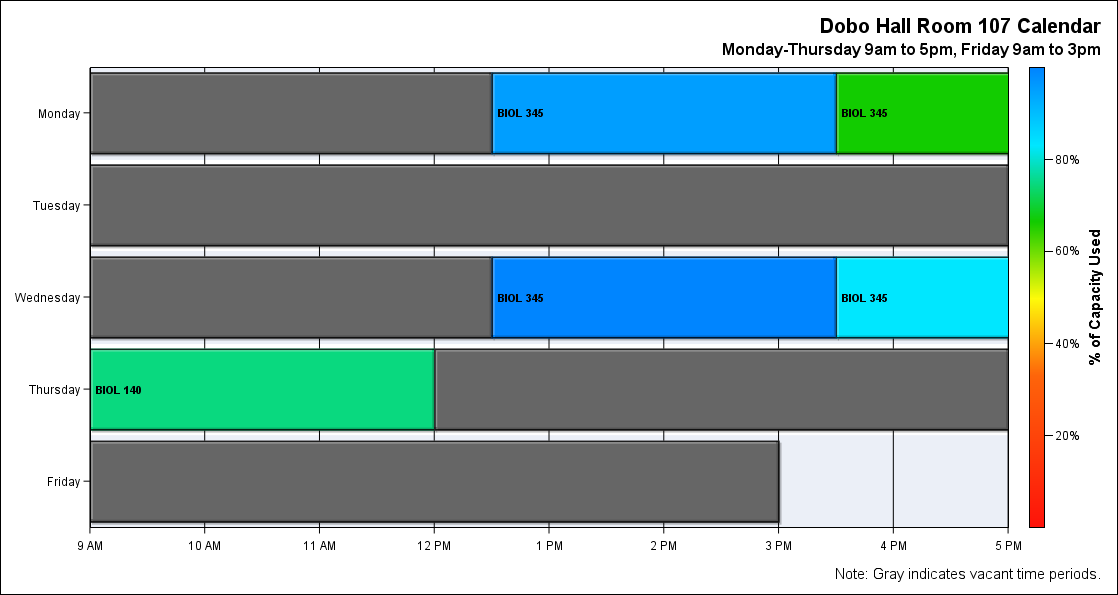 Dobo Hall Room 107 Calendar
Monday-Thursday 9am to 5pm, Friday 9am to 3pm
Monday
BIOL 345
BIOL 345
80%
Tuesday
60%
Wednesday
BIOL 345
BIOL 345
% of Capacity Used
40%
Thursday
BIOL 140
20%
Friday
9 AM 10 AM 11 AM 12 PM 1 PM 2 PM 3 PM 4 PM 5 PM
Note: Gray indicates vacant time periods.